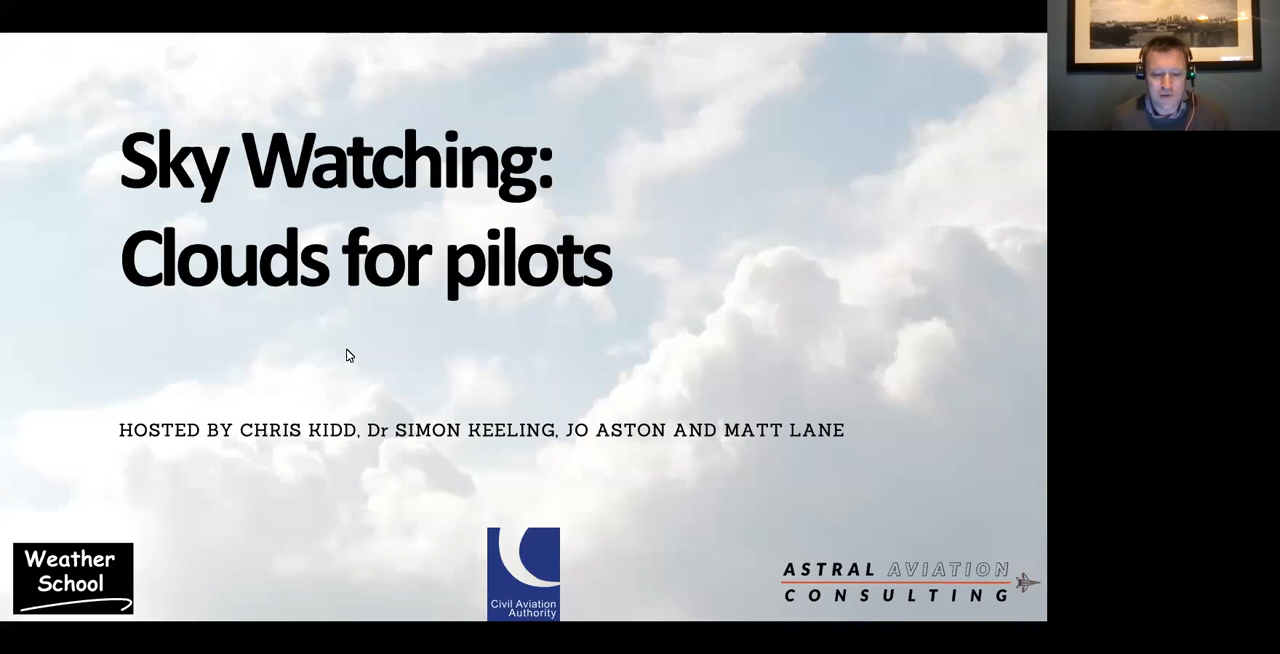 Sky Watching:
Clouds for pilots
HOSTED BY CHRIS KIDD, Dr SIMON KEELING, JO ASTON AND MATT LANE
Weather
School
Civil Aviation
Authority
ASTRAL AVIATION
CONSULTING